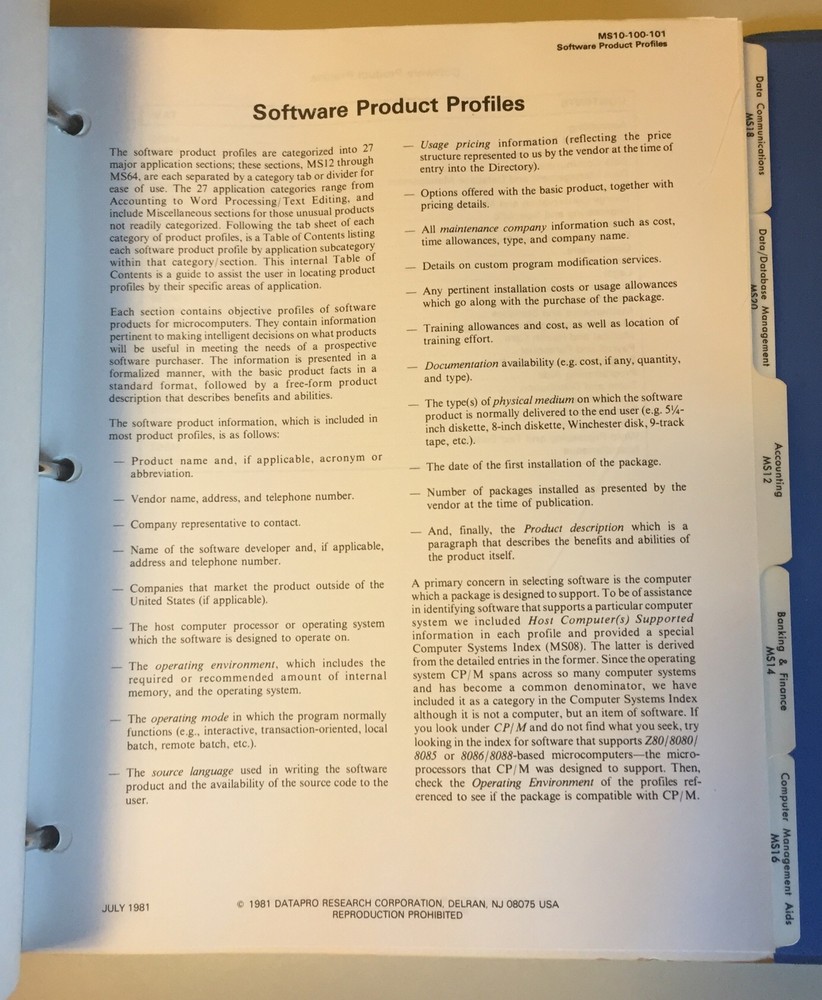 MS10-100-101
Software Product Profiles
Software Product Profiles
The software product profiles are categorized into 27
major application sections; these sections, MS12 through
MS64, are each separated by a category tab or divider for
ease of use. The 27 application categories range from
Accounting to Word Processing/Text Editing, and
include Miscellaneous sections for those unusual products
not readily categorized. Following the tab sheet of each
category of product profiles, is a Table of Contents listing
each software product profile by application subcategory
within that category/section. This internal Table of
Contents is a guide to assist the user in locating product
profiles by their specific areas of application.
Each section contains objective profiles of software
products for microcomputers. They contain information
pertinent to making intelligent decisions on what products
will be useful in meeting the needs of a prospective
software purchaser. The information is presented in a
formalized manner, with the basic product facts in a
standard format, followed by a free-form product
description that describes benefits and abilities.
The software product information, which is included in
most product profiles, is as follows:
— Product name and, if applicable, acronym or
abbreviation.
— Vendor name, address, and telephone number.
— Company representative to contact.
— Name of the software developer and, if applicable,
address and telephone number.
— Companies that market the product outside of the
United States (if applicable).
— The host computer processor or operating system
which the software is designed to operate on.
— The operating environment, which includes the
required or recommended amount of internal
memory, and the operating system.
— The operating mode in which the program normally
functions (e.g., interactive, transaction-oriented, local
batch, remote batch, etc.).
— The source language used in writing the software
product and the availability of the source code to the
user.
— Usage pricing information (reflecting the price
structure represented to us by the vendor at the time of
entry into the Directory).
— Options offered with the basic product, together with
pricing details.
— All maintenance company information such as cost,
time allowances, type, and company name.
— Details on custom program modification services.
— Any pertinent installation costs or usage allowances
which go along with the purchase of the package.
— Training allowances and cost, as well as location of
training effort.
— Documentation availability (e.g. cost, if any, quantity,
and type).
— The type(s) of physical medium on which the software
product is normally delivered to the end user (e.g. 5¼-
inch diskette, 8-inch diskette, Winchester disk, 9-track
tape, etc.).
— The date of the first installation of the package.
— Number of packages installed as presented by the
vendor at the time of publication.
— And, finally, the Product description which is a
paragraph that describes the benefits and abilities of
the product itself.
A primary concern in selecting software is the computer
which a package is designed to support. To be of assistance
in identifying software that supports a particular computer
system we included Host Computer(s) Supported
information in each profile and provided a special
Computer Systems Index (MS08). The latter is derived
from the detailed entries in the former. Since the operating
system CP/M spans across so many computer systems
and has become a common denominator, we have
included it as a category in the Computer Systems Index
although it is not a computer, but an item of software. If
you look under CP/M and do not find what you seek, try
looking in the index for software that supports Z80/8080/
8085 or 8086/8088-based microcomputers—the micro-
processors that CP/M was designed to support. Then,
check the Operating Environment of the profiles ref-
erenced to see if the package is compatible with CP/M.
JULY 1981
© 1981 DATAPRO RESEARCH CORPORATION, DELRAN, NJ 08075 USA
REPRODUCTION PROHIBITED
Data Communications
MS18
Data/Database Management
MS20
Accounting
MS12
Banking & Finance
MS14
Computer Management Aids
MS16